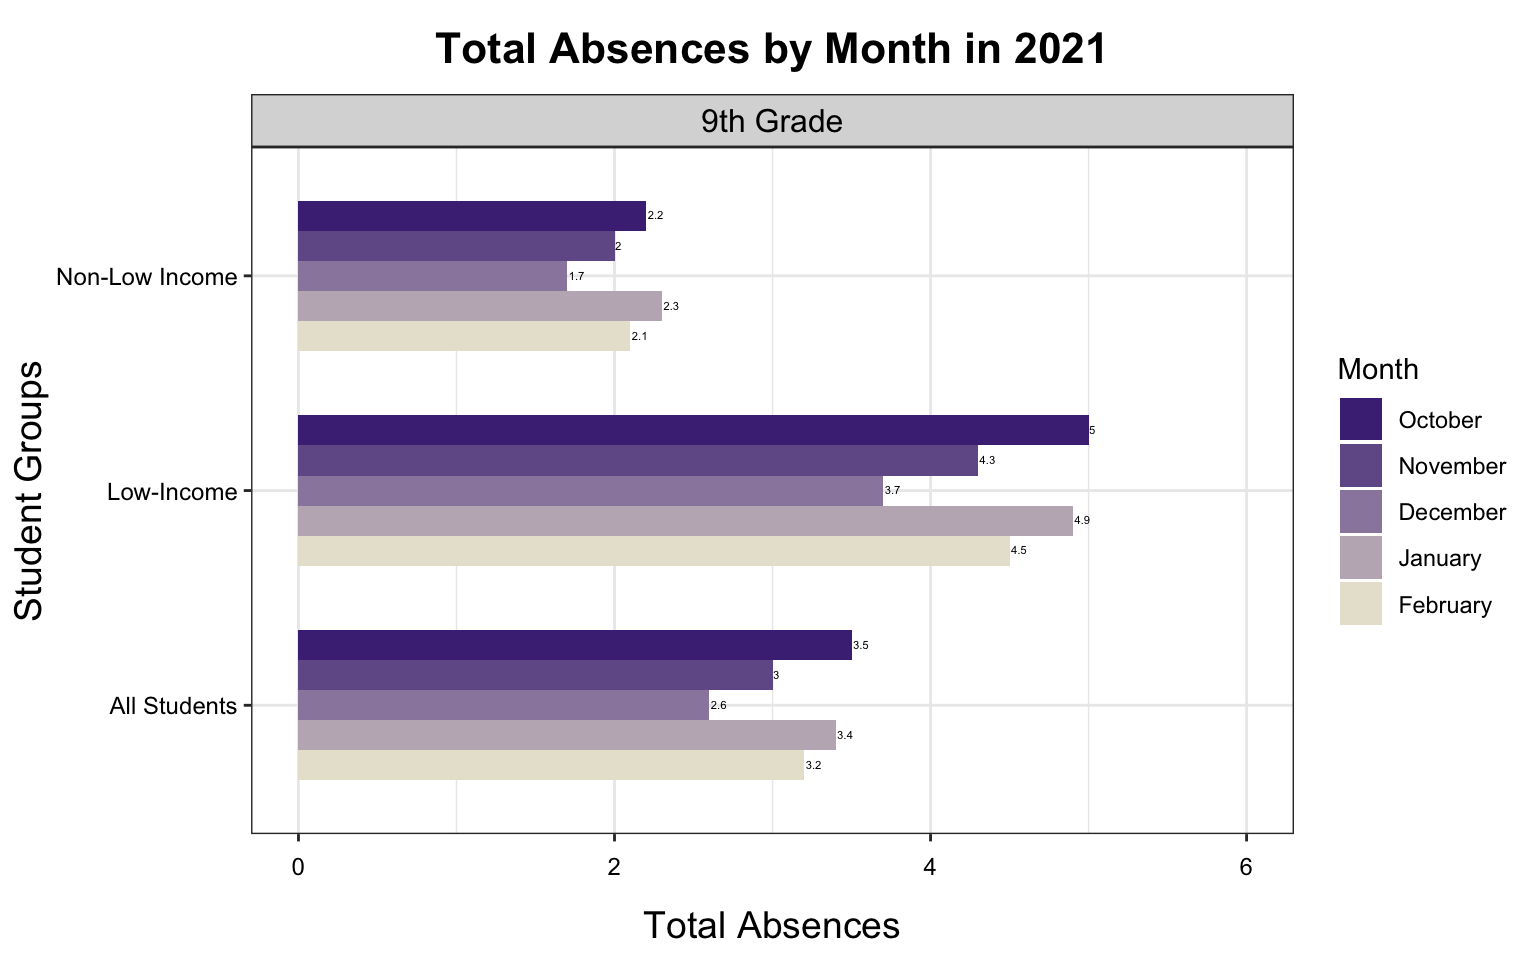 Total Absences by Month in 2021
9th Grade
Student Groups
Non-Low Income
2.2
2
1.7
2.3
2.1
Low-Income
5
4.3
3.7
4.9
4.5
All Students
3.5
3
2.6
3.4
3.2
0 2 4 6
Total Absences
Month
October
November
December
January
February